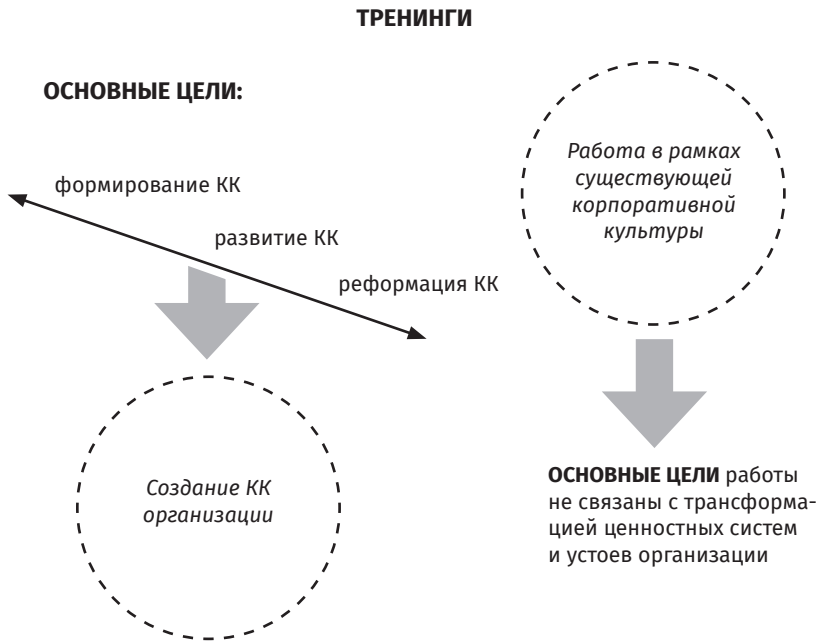 ТРЕНИНГИ
ОСНОВНЫЕ ЦЕЛИ:
формирование КК
развитие КК
реформация КК
Создание КК
организации
Работа в рамках
существующей
корпоративной
культуры
ОСНОВНЫЕ ЦЕЛИ работы
не связаны с трансформа-
цией ценностных систем
и устоев организации